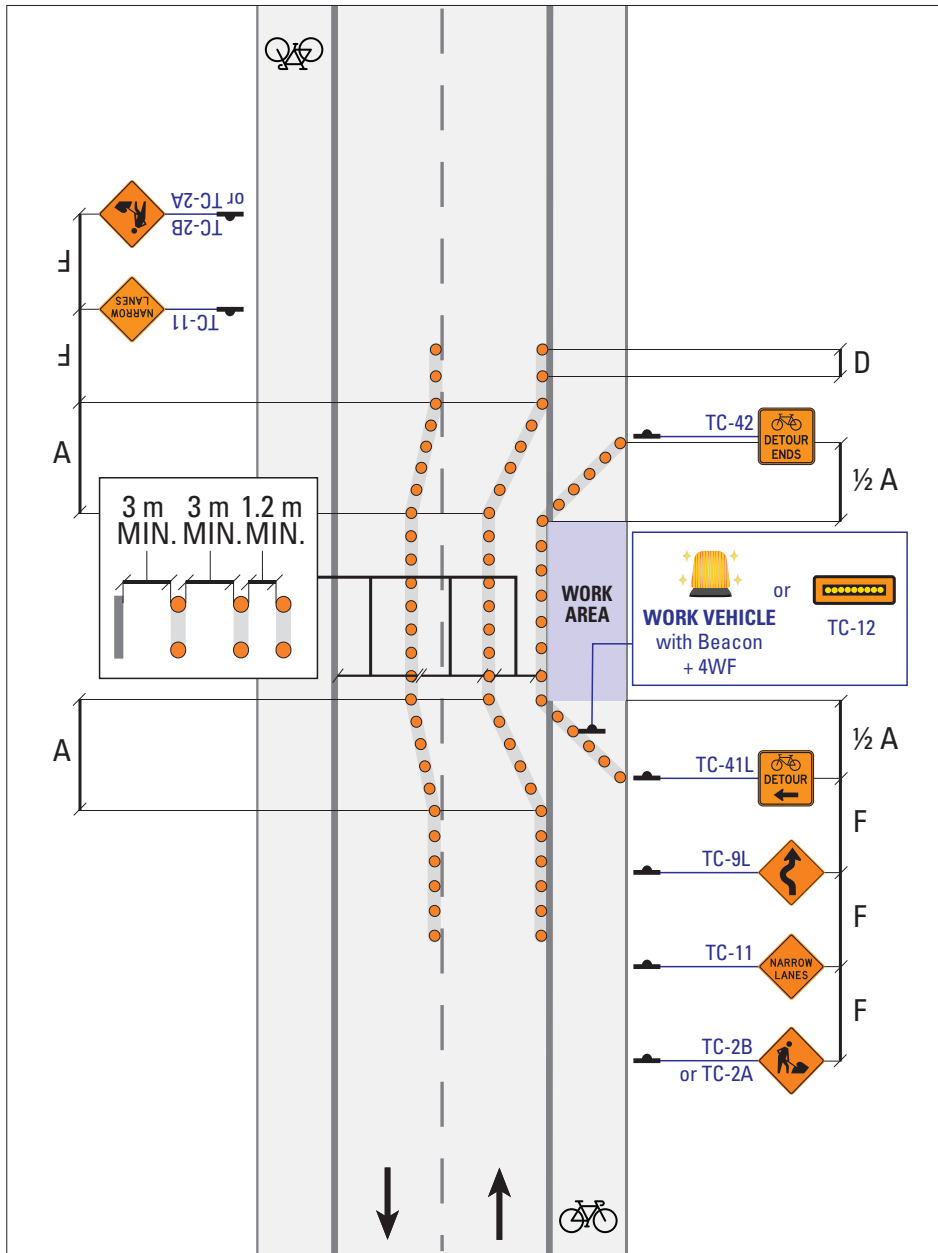 or TC-2A
TC-2B
F
NARROW
LANES
TC-11
F
D
TC-42
DETOUR
ENDS
A
½ A
3 m
MIN.
3 m
MIN.
1.2 m
MIN.
WORK
AREA
WORK VEHICLE
with Beacon
+ 4WF
or
TC-12
A
½ A
TC-41L
DETOUR
F
TC-9L
F
TC-11
NARROW
LANES
F
TC-2B
or TC-2A